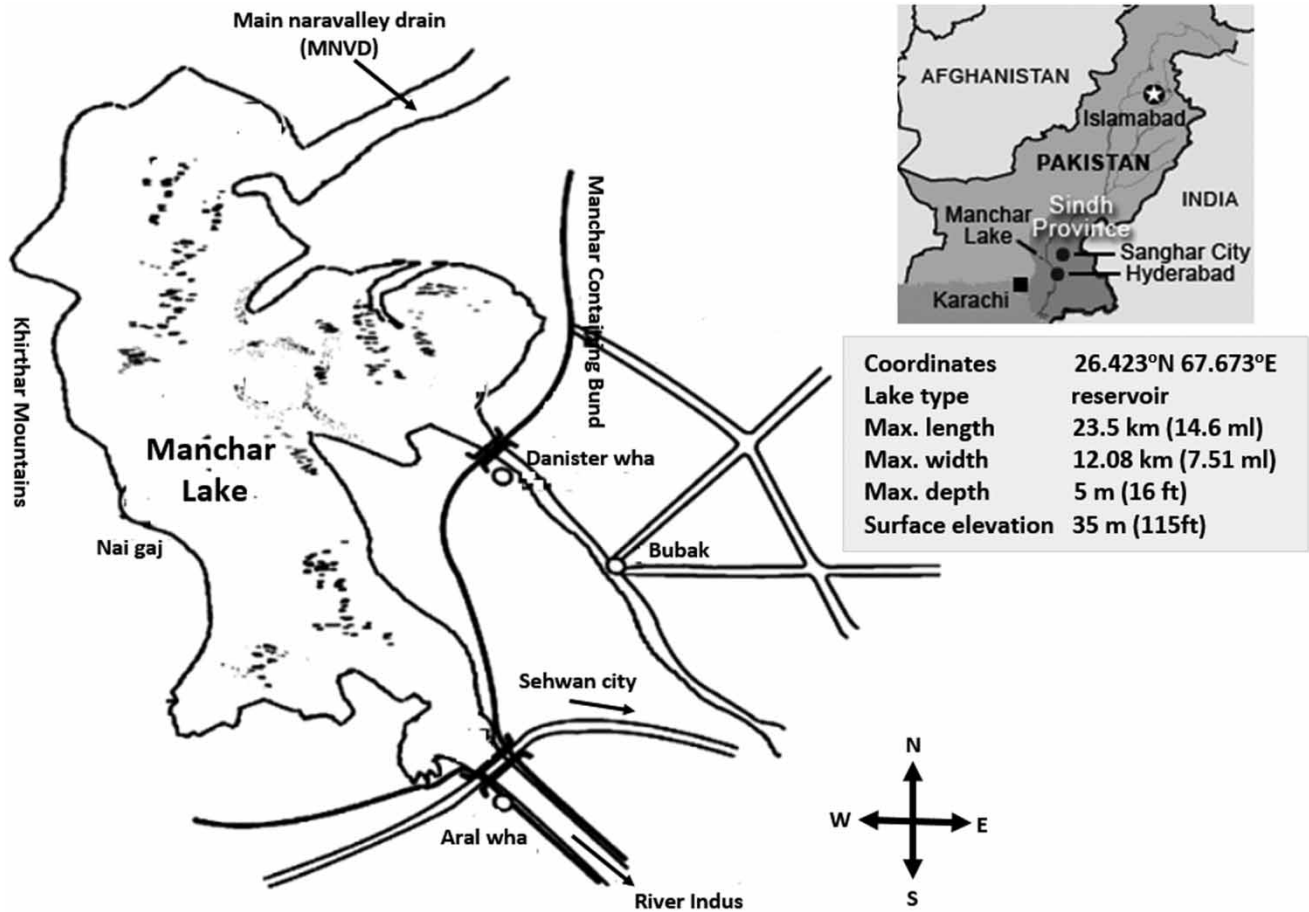 Main naravalley drain
(MNVD)
Manchar Containing Bund
Khirthar Mountains
Manchar
Lake
Danister wha
Nai gaj
Bubak
Sehwan city
Aral wha
River Indus
AFGHANISTAN
Islamabad
PAKISTAN
INDIA
Sindh
Province
Manchar
Lake
Sanghar City
Hyderabad
Karachi
Coordinates 26.423ºN 67.673ºE
Lake type reservoir
Max. length 23.5 km (14.6 ml)
Max. width 12.08 km (7.51 ml)
Max. depth 5 m (16 ft)
Surface elevation 35 m (115ft)
N
W
E
S